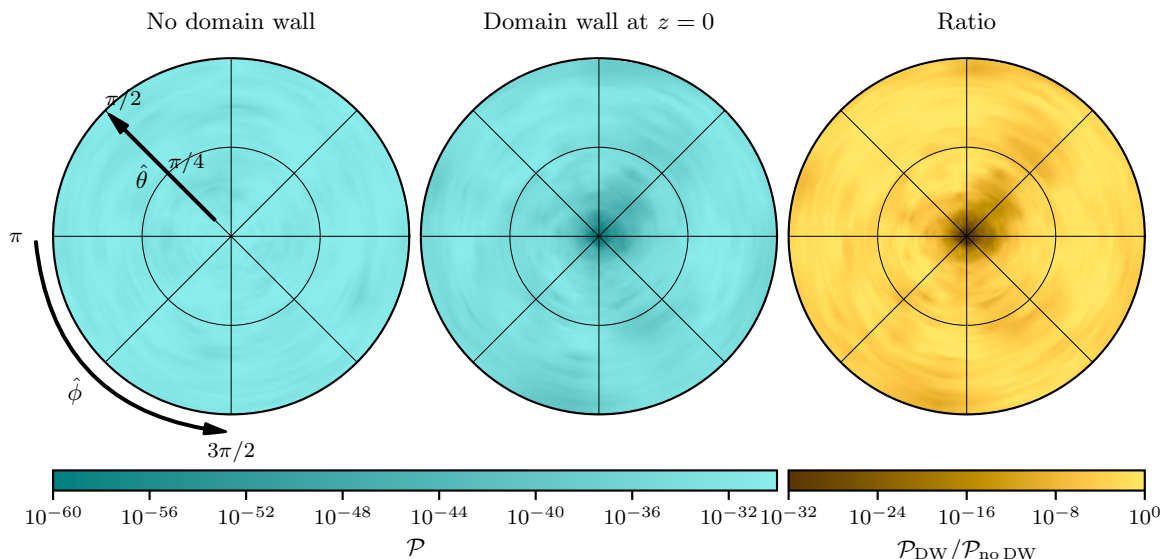 No domain wall
Domain wall at z = 0
Ratio
π/2
π/4
θ̂
π
ϕ̂
3π/2
10⁻⁶⁰ 10⁻⁵⁶ 10⁻⁵² 10⁻⁴⁸ 10⁻⁴⁴ 10⁻⁴⁰ 10⁻³⁶ 10⁻³²
𝒫
10⁻³² 10⁻²⁴ 10⁻¹⁶ 10⁻⁸ 10⁰
𝒫_DW/𝒫_no DW